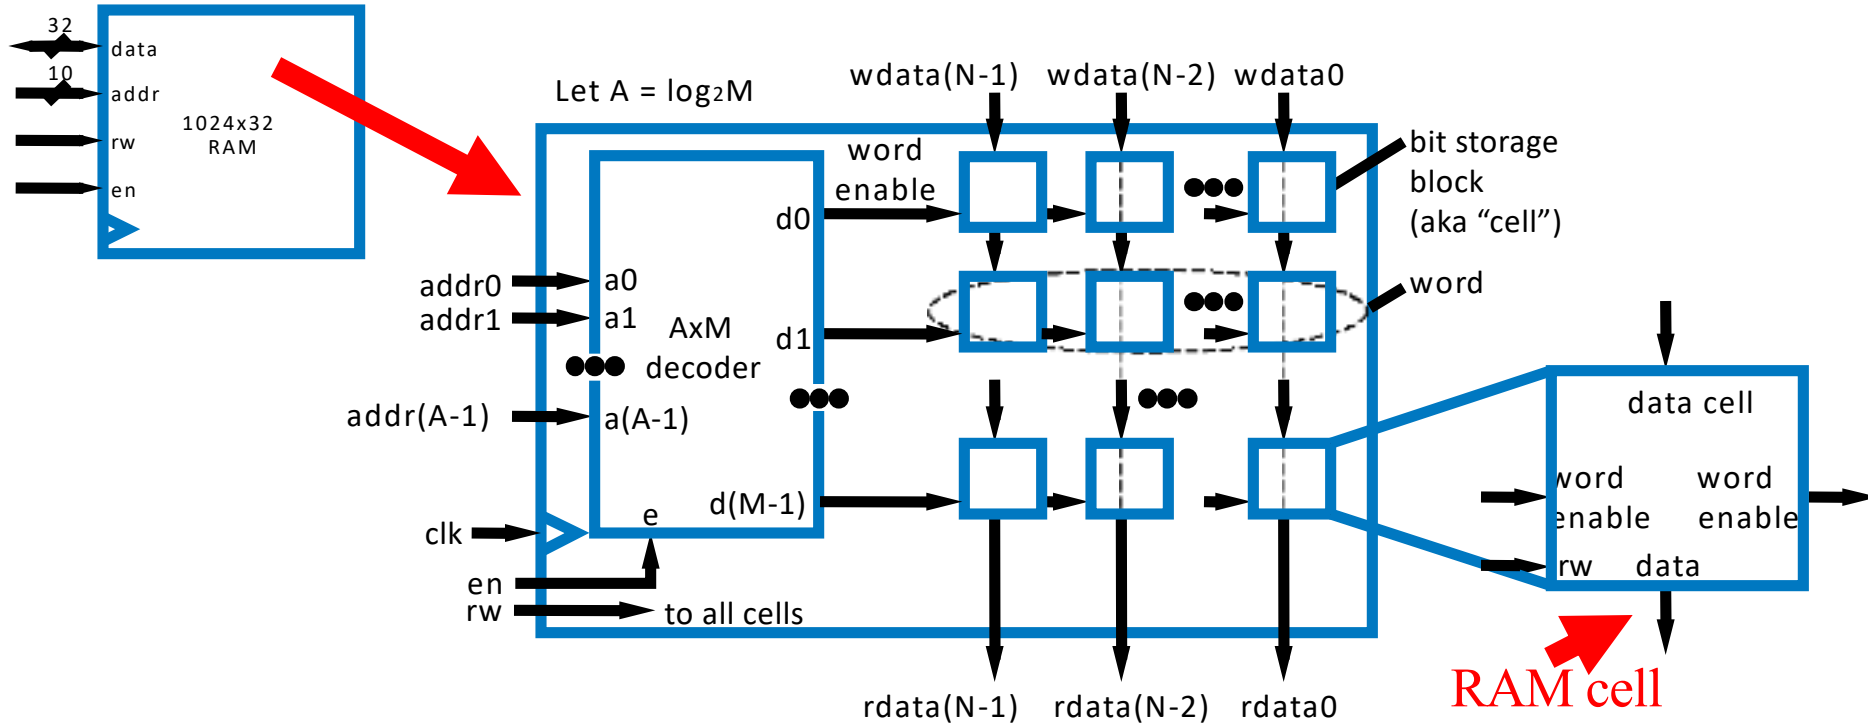 32
data
10
addr
1024x32
RAM
rw
en
Let A = log₂M
wdata(N-1) wdata(N-2) wdata0
word
enable
bit storage
block
(aka “cell”)
d0
addr0
a0
addr1
a1
AxM
decoder
d1
word
addr(A-1)
a(A-1)
d(M-1)
e
clk
en
rw
to all cells
rdata(N-1) rdata(N-2) rdata0
data cell
word
enable
word
enable
rw
data
RAM cell